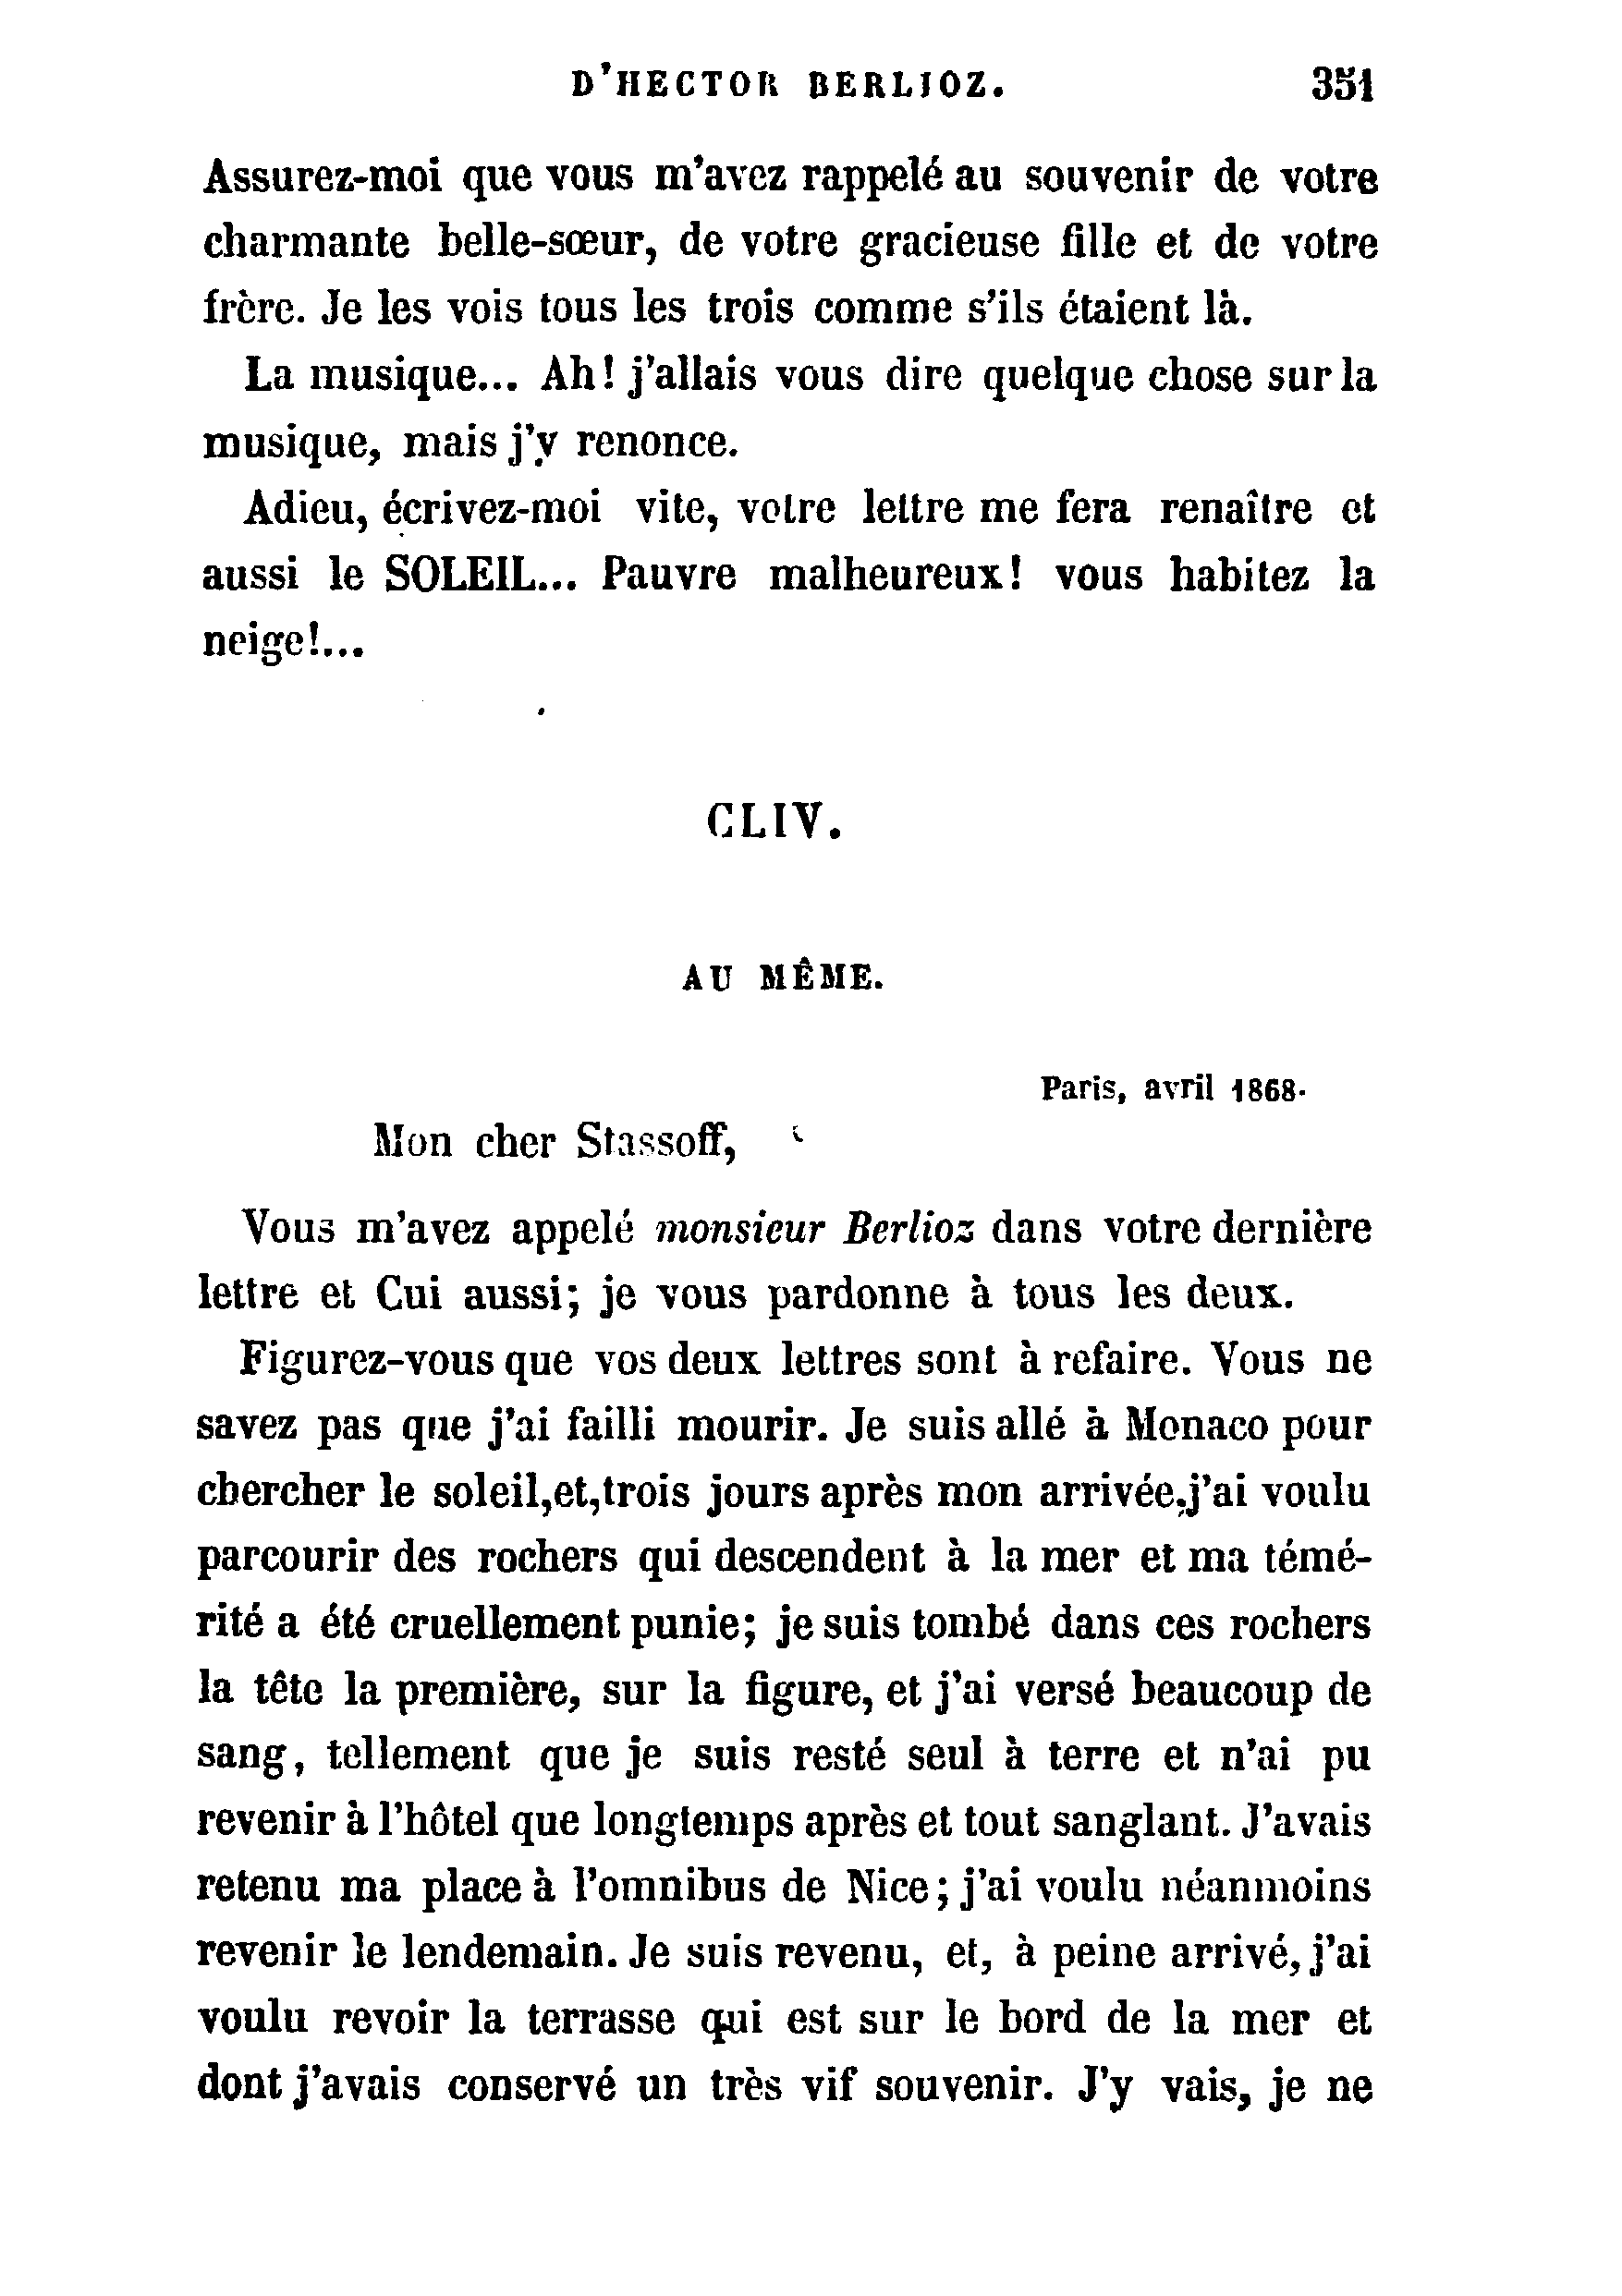 D'HECTOR BERLIOZ. 351
Assurez-moi que vous m'avez rappelé au souvenir de votre
charmante belle-sœur, de votre gracieuse fille et de votre
frère. Je les vois tous les trois comme s'ils étaient là.
La musique... Ah! j'allais vous dire quelque chose sur la
musique, mais j'y renonce.
Adieu, écrivez-moi vite, votre lettre me fera renaître et
aussi le SOLEIL... Pauvre malheureux! vous habitez la
neige!...
CLIV.
AU MÊME.
Paris, avril 1868.
Mon cher Stassoff,
Vous m'avez appelé monsieur Berlioz dans votre dernière
lettre et Cui aussi; je vous pardonne à tous les deux.
Figurez-vous que vos deux lettres sont à refaire. Vous ne
savez pas que j'ai failli mourir. Je suis allé à Monaco pour
chercher le soleil,et,trois jours après mon arrivée,j'ai voulu
parcourir des rochers qui descendent à la mer et ma témé-
rité a été cruellement punie; je suis tombé dans ces rochers
la tête la première, sur la figure, et j'ai versé beaucoup de
sang, tellement que je suis resté seul à terre et n'ai pu
revenir à l'hôtel que longtemps après et tout sanglant. J'avais
retenu ma place à l'omnibus de Nice; j'ai voulu néanmoins
revenir le lendemain. Je suis revenu, et, à peine arrivé, j'ai
voulu revoir la terrasse qui est sur le bord de la mer et
dont j'avais conservé un très vif souvenir. J'y vais, je ne